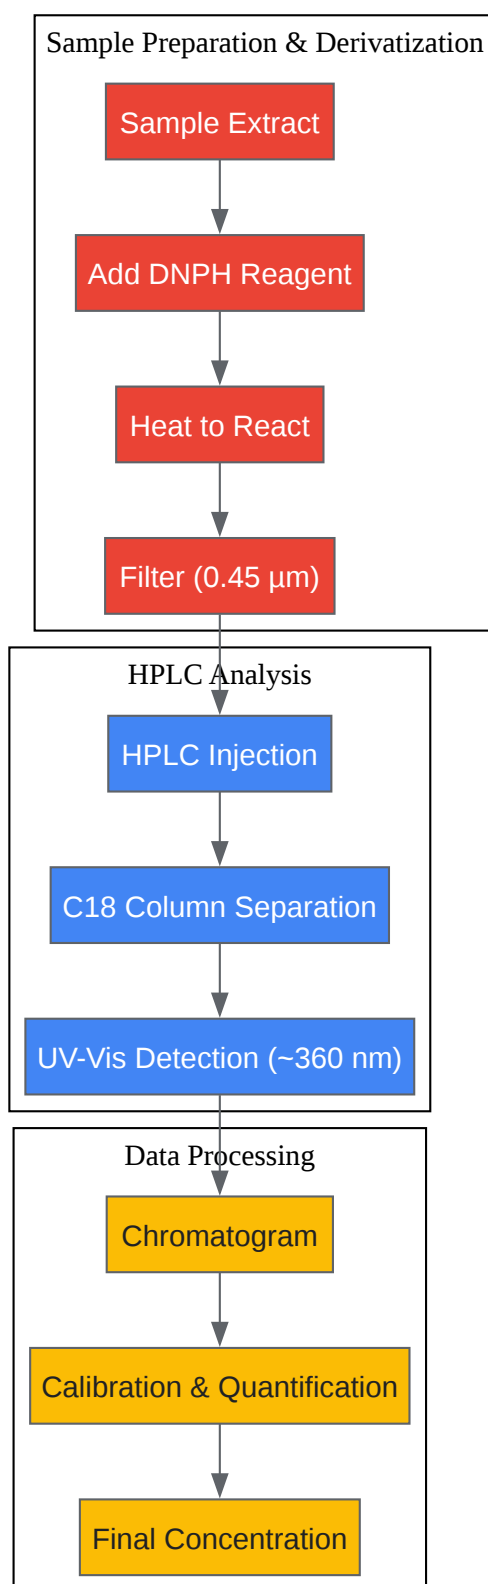 Sample Preparation & Derivatization
Sample Extract
Add DNPH Reagent
Heat to React
Filter (0.45 µm)
HPLC Analysis
HPLC Injection
C18 Column Separation
UV-Vis Detection (~360 nm)
Data Processing
Chromatogram
Calibration & Quantification
Final Concentration